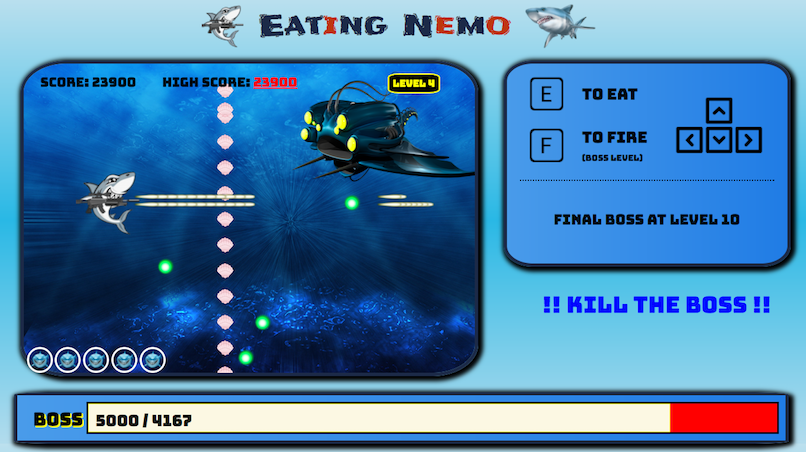 EATING NEMO
SCORE: 23900 HIGH SCORE: 23900 LEVEL 4
E TO EAT
F TO FIRE
(BOSS LEVEL)
FINAL BOSS AT LEVEL 10
!! KILL THE BOSS !!
BOSS 5000 / 4167